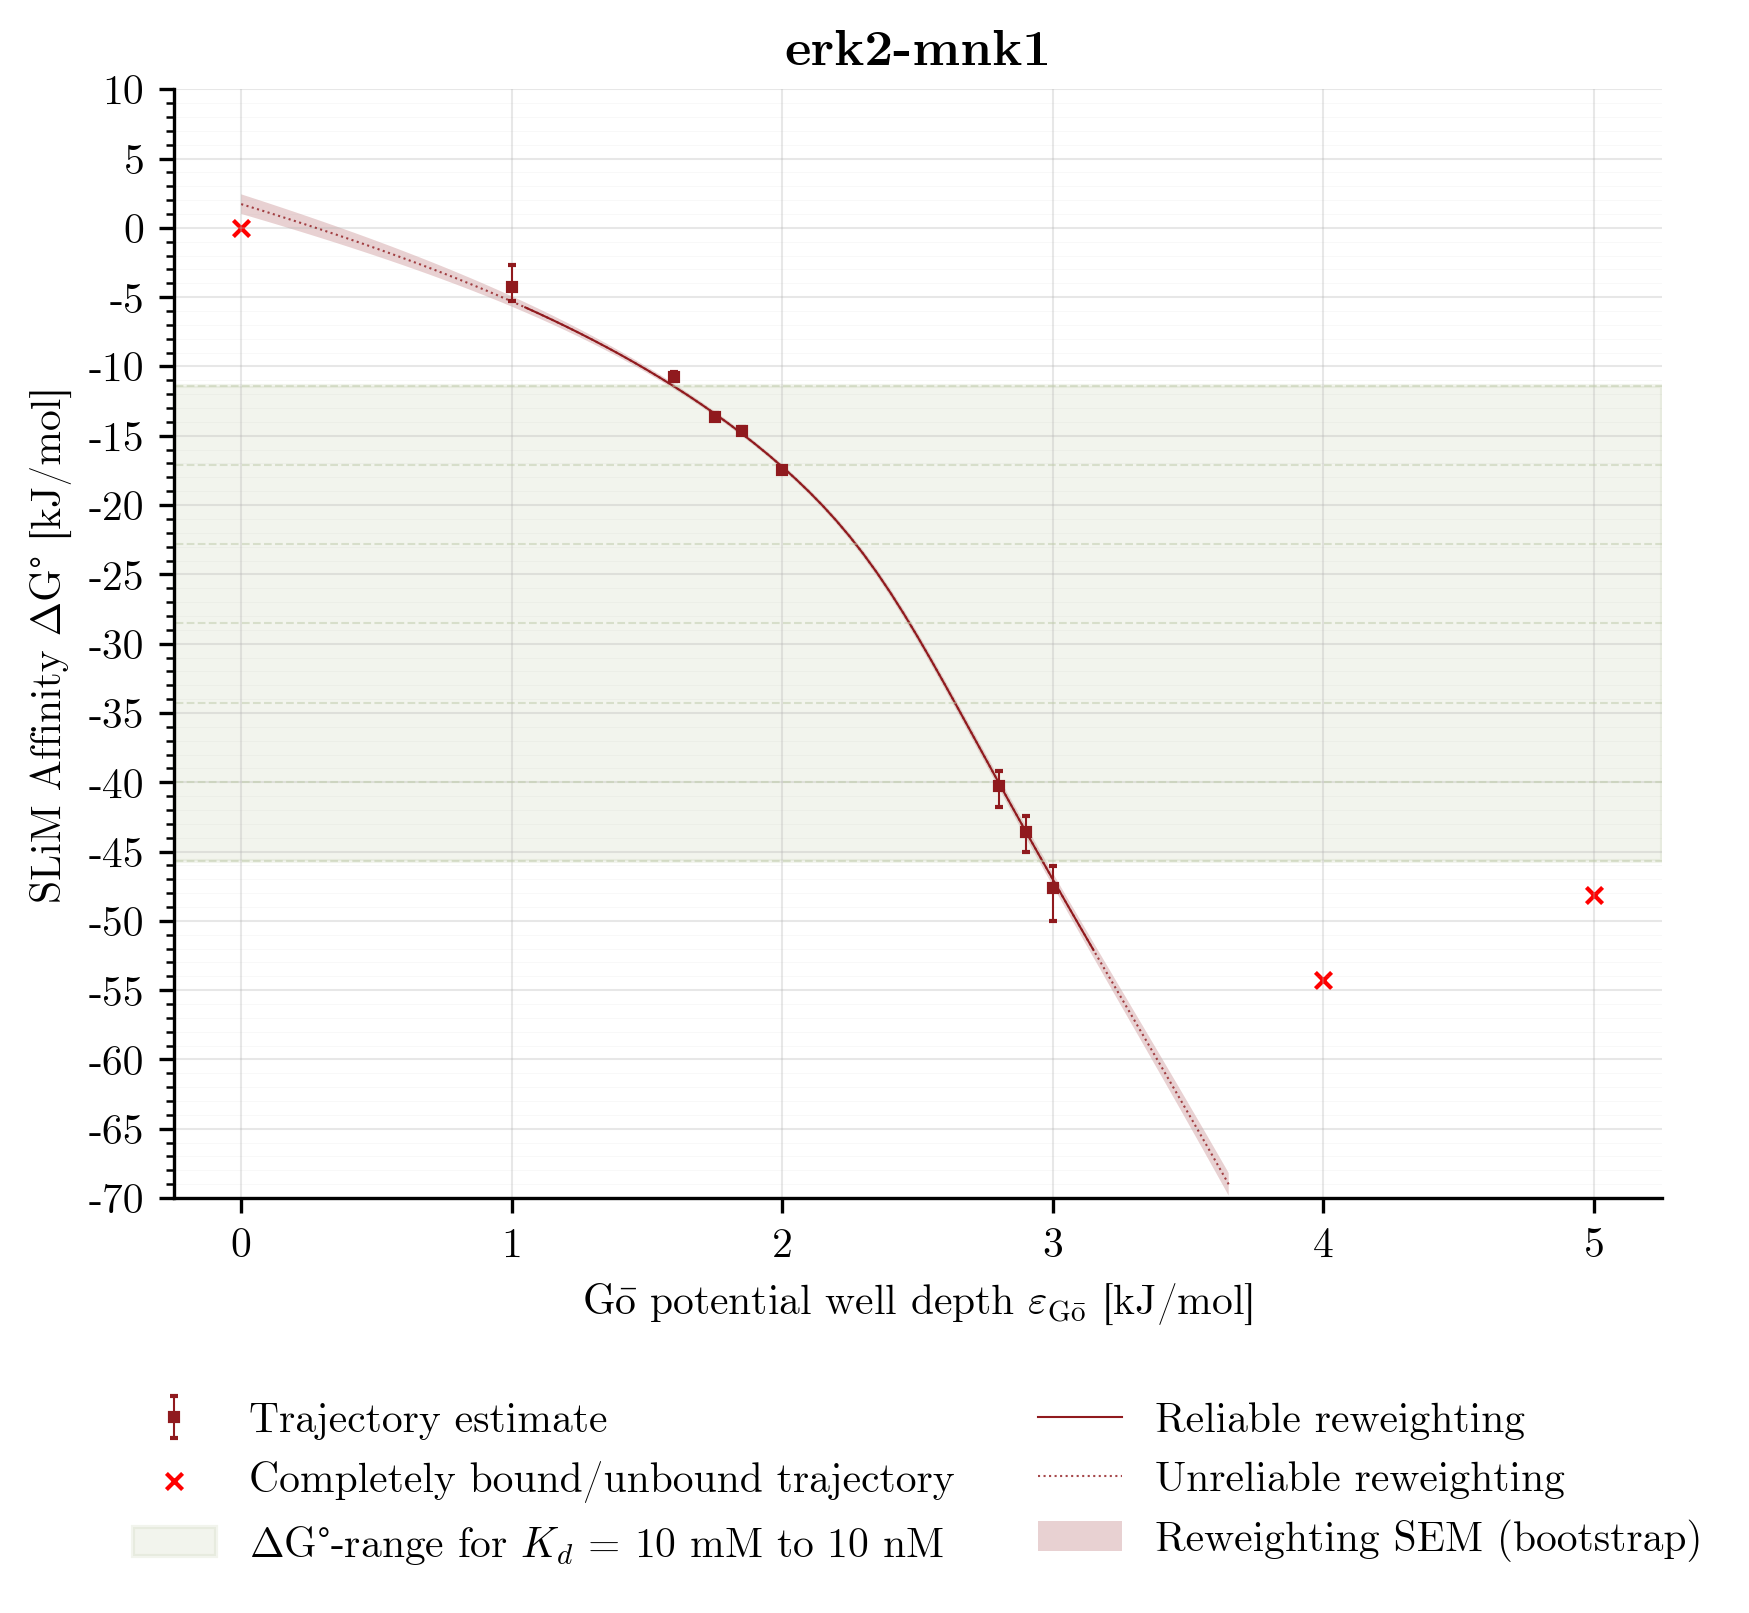 erk2-mnk1
10
5
0
-5
-10
-15
-20
-25
-30
-35
-40
-45
-50
-55
-60
-65
-70
SLiM Affinity ΔG° [kJ/mol]
0 1 2 3 4 5
Gō potential well depth ε_Gō [kJ/mol]
Trajectory estimate
Completely bound/unbound trajectory
ΔG°-range for K_d = 10 mM to 10 nM
Reliable reweighting
Unreliable reweighting
Reweighting SEM (bootstrap)